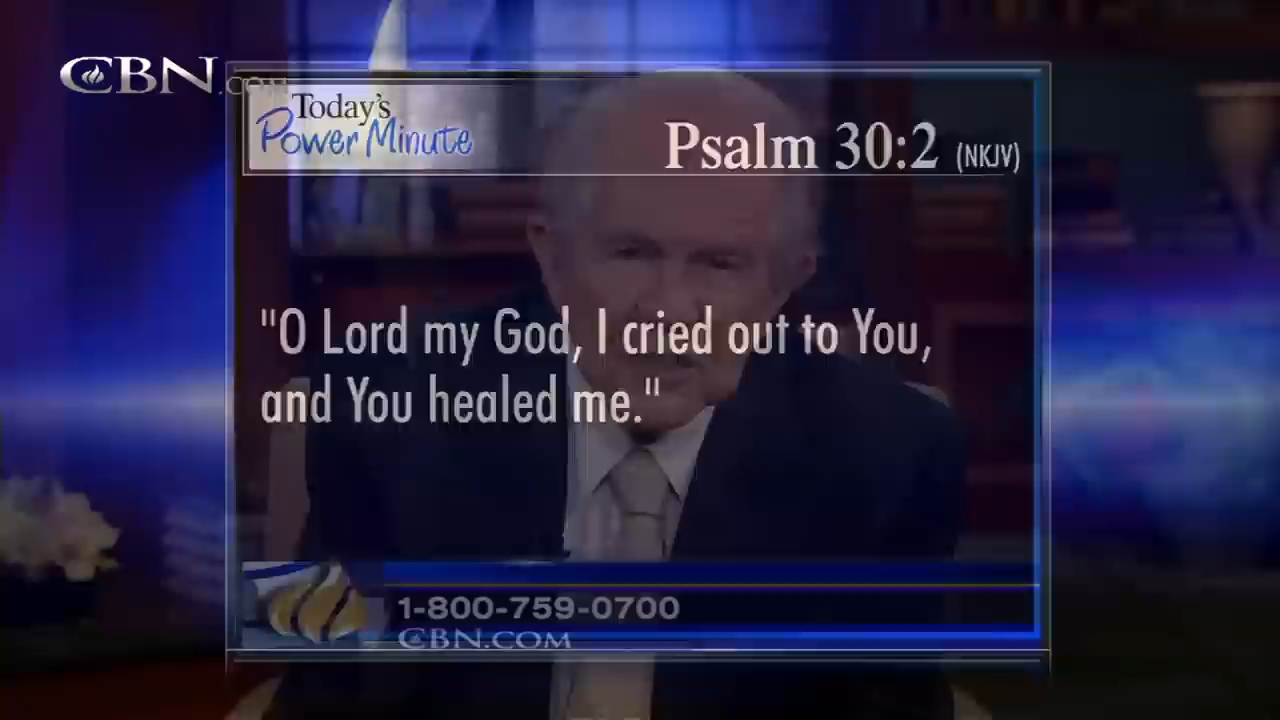 CBN.COM
Today's
Power Minute
Psalm 30:2 (NKJV)
"O Lord my God, I cried out to You,
and You healed me."
1-800-759-0700
CBN.COM